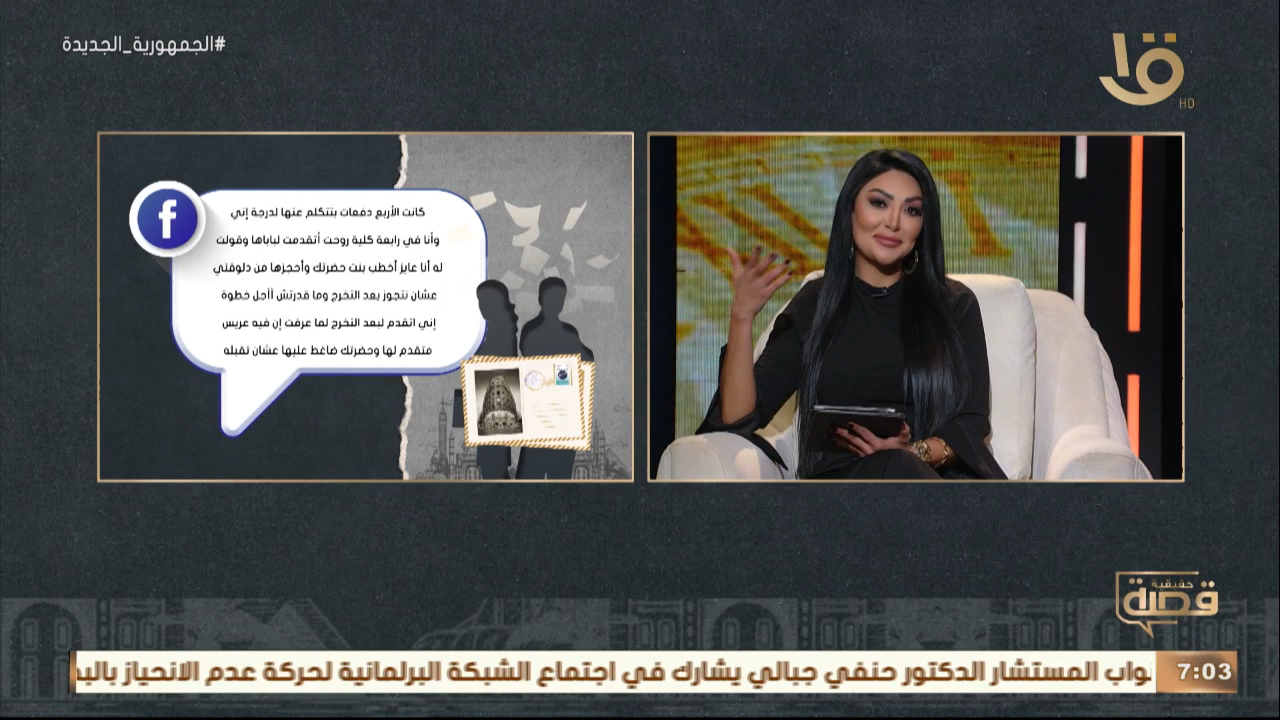 #الجمهورية_الجديدة
HD
كانت الأربع دفعات بتتكلم عنها لدرجة إني
وأنا في رابعة كلية روحت أتقدمت لباباها وقولت
له أنا عايز أخطب بنت حضرتك وأحجزها من دلوقتي
عشان نتجوز بعد التخرج وما قدرتش أأجل خطوة
إني اتقدم لبعد التخرج لما عرفت إن فيه عريس
متقدم لها وحضرتك ضاغط عليها عشان تقبله
قصة حقيقية
نواب المستشار الدكتور حنفي جبالي يشارك في اجتماع الشبكة البرلمانية لحركة عدم الانحياز
7:03